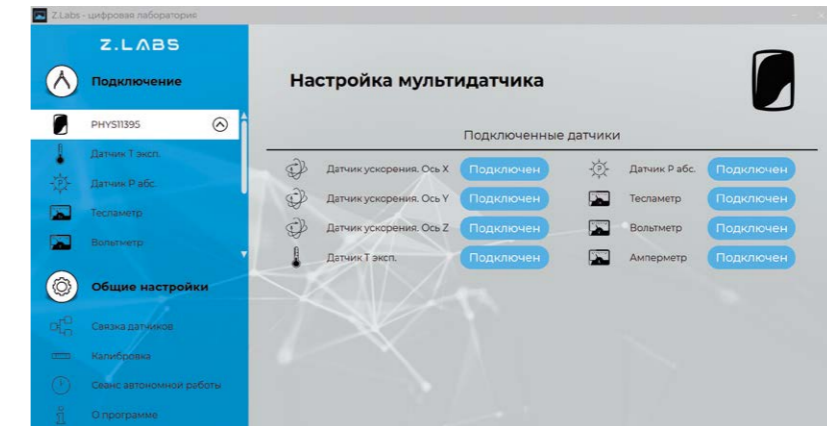 Z.Labs - цифровая лаборатория
Z.LABS
Подключение
PHYS11395
Датчик Т эксп.
Датчик Р абс.
Тесламетр
Вольтметр
Общие настройки
Связка датчиков
Калибровка
Сеанс автономной работы
О программе
Настройка мультидатчика
Подключенные датчики
Датчик ускорения. Ось X Подключен
Датчик Р абс. Подключен
Датчик ускорения. Ось Y Подключен
Тесламетр Подключен
Датчик ускорения. Ось Z Подключен
Вольтметр Подключен
Датчик Т эксп. Подключен
Амперметр Подключен